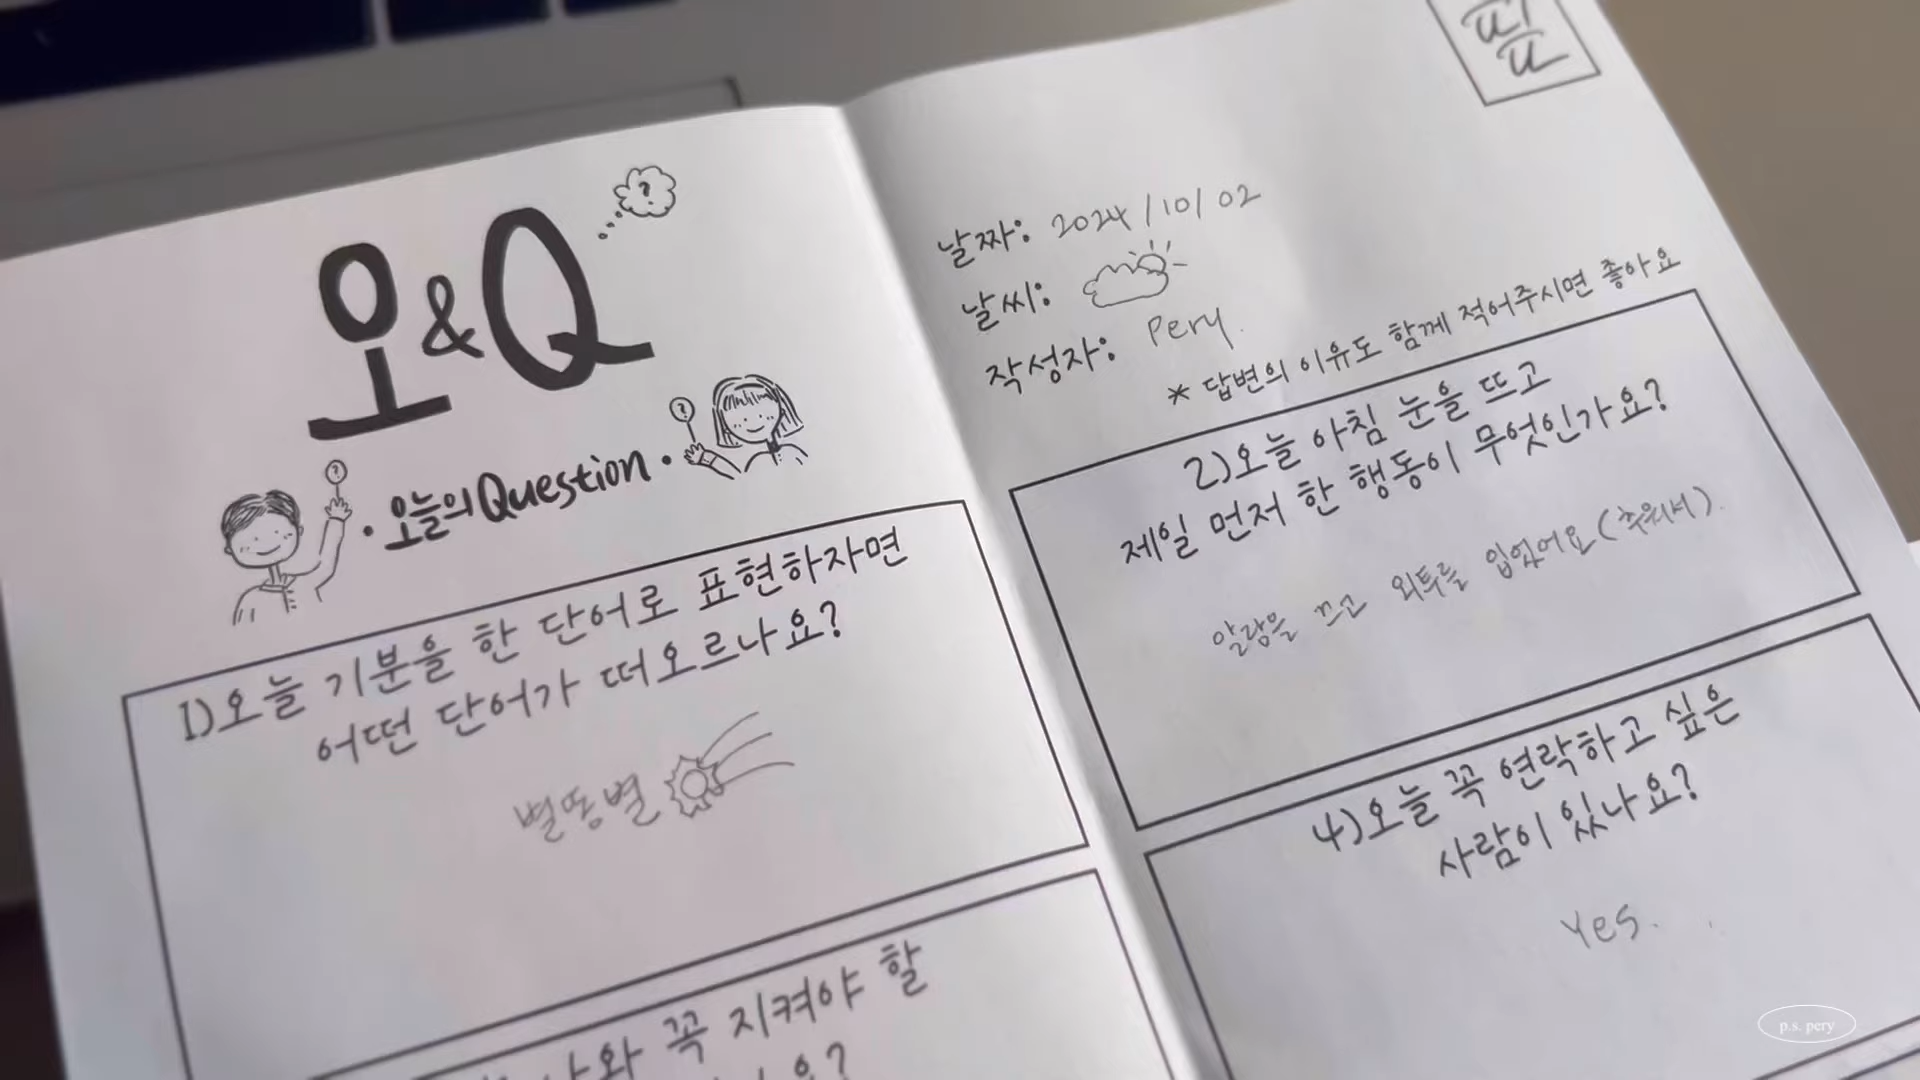 오&Q
?
?
?
· 오늘의 Question ·
1) 오늘 기분을 한 단어로 표현하자면
어떤 단어가 떠오르나요?
별똥별
꼭 지켜야 할
요?
날짜: 2024/10/02
날씨:
작성자: Pery.
* 답변의 이유도 함께 적어주시면 좋아요
2) 오늘 아침 눈을 뜨고
제일 먼저 한 행동이 무엇인가요?
알람을 끄고 외투를 입었어요 (추워서).
4) 오늘 꼭 연락하고 싶은
사람이 있나요?
Yes.
p.s. pery